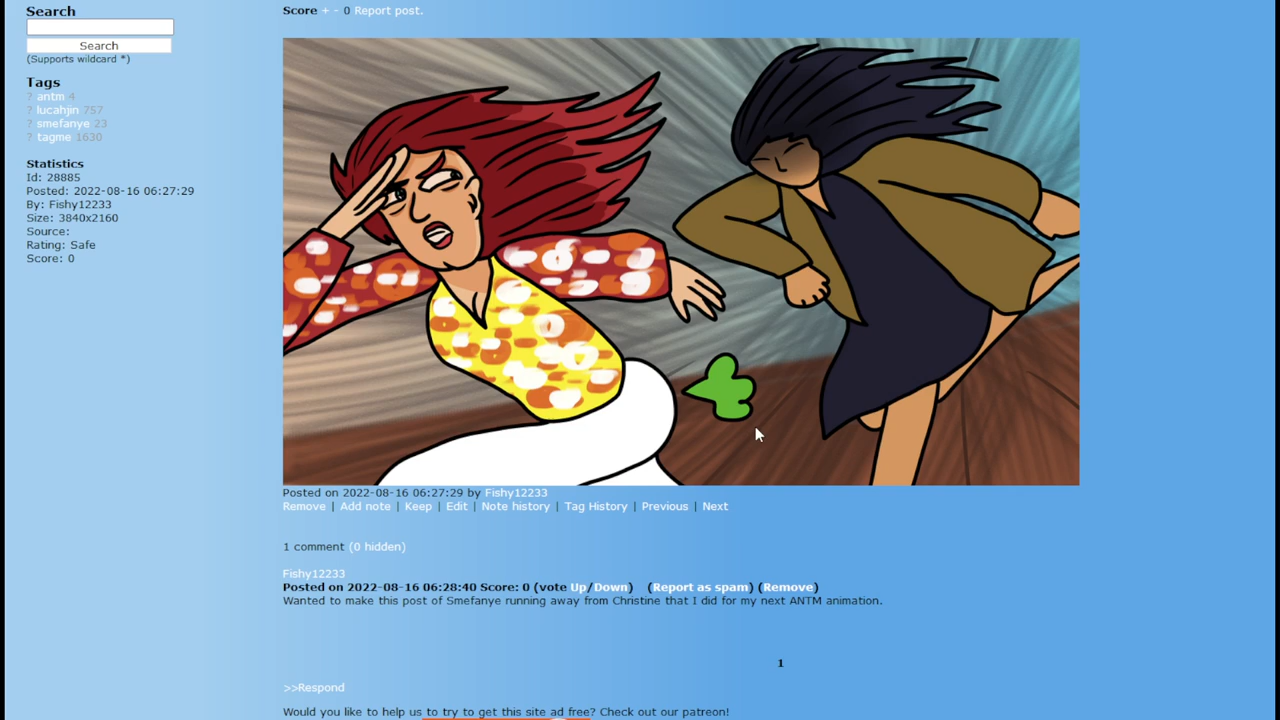 Search
Search
(Supports wildcard *)
Tags
? antm 4
? lucahjin 757
? smefanye 23
? tagme 1630
Statistics
Id: 28885
Posted: 2022-08-16 06:27:29
By: Fishy12233
Size: 3840x2160
Source:
Rating: Safe
Score: 0
Score + - 0 Report post.
Posted on 2022-08-16 06:27:29 by Fishy12233
Remove | Add note | Keep | Edit | Note history | Tag History | Previous | Next
1 comment (0 hidden)
Fishy12233
Posted on 2022-08-16 06:28:40 Score: 0 (vote Up/Down) (Report as spam) (Remove)
Wanted to make this post of Smefanye running away from Christine that I did for my next ANTM animation.
1
>>Respond
Would you like to help us to try to get this site ad free? Check out our patreon!